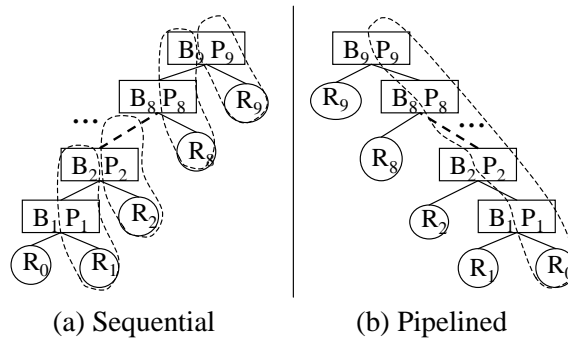 B₉ P₉
B₈ P₈
R₉
...
R₈
B₂ P₂
B₁ P₁
R₂
R₀
R₁
(a) Sequential
B₉ P₉
R₉
B₈ P₈
...
R₈
B₂ P₂
R₂
B₁ P₁
R₁
R₀
(b) Pipelined